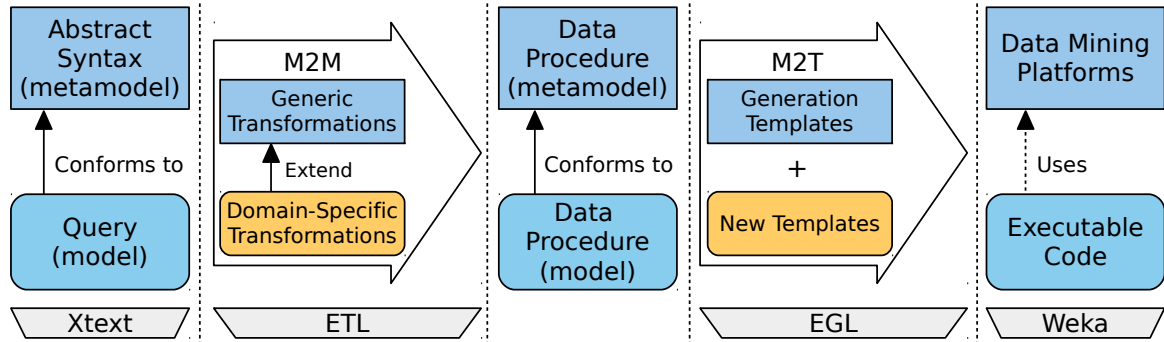 Abstract
Syntax
(metamodel)
Conforms to
Query
(model)
Xtext
M2M
Generic
Transformations
Extend
Domain-Specific
Transformations
ETL
Data
Procedure
(metamodel)
Conforms to
Data
Procedure
(model)
M2T
Generation
Templates
+
New Templates
EGL
Data Mining
Platforms
Uses
Executable
Code
Weka